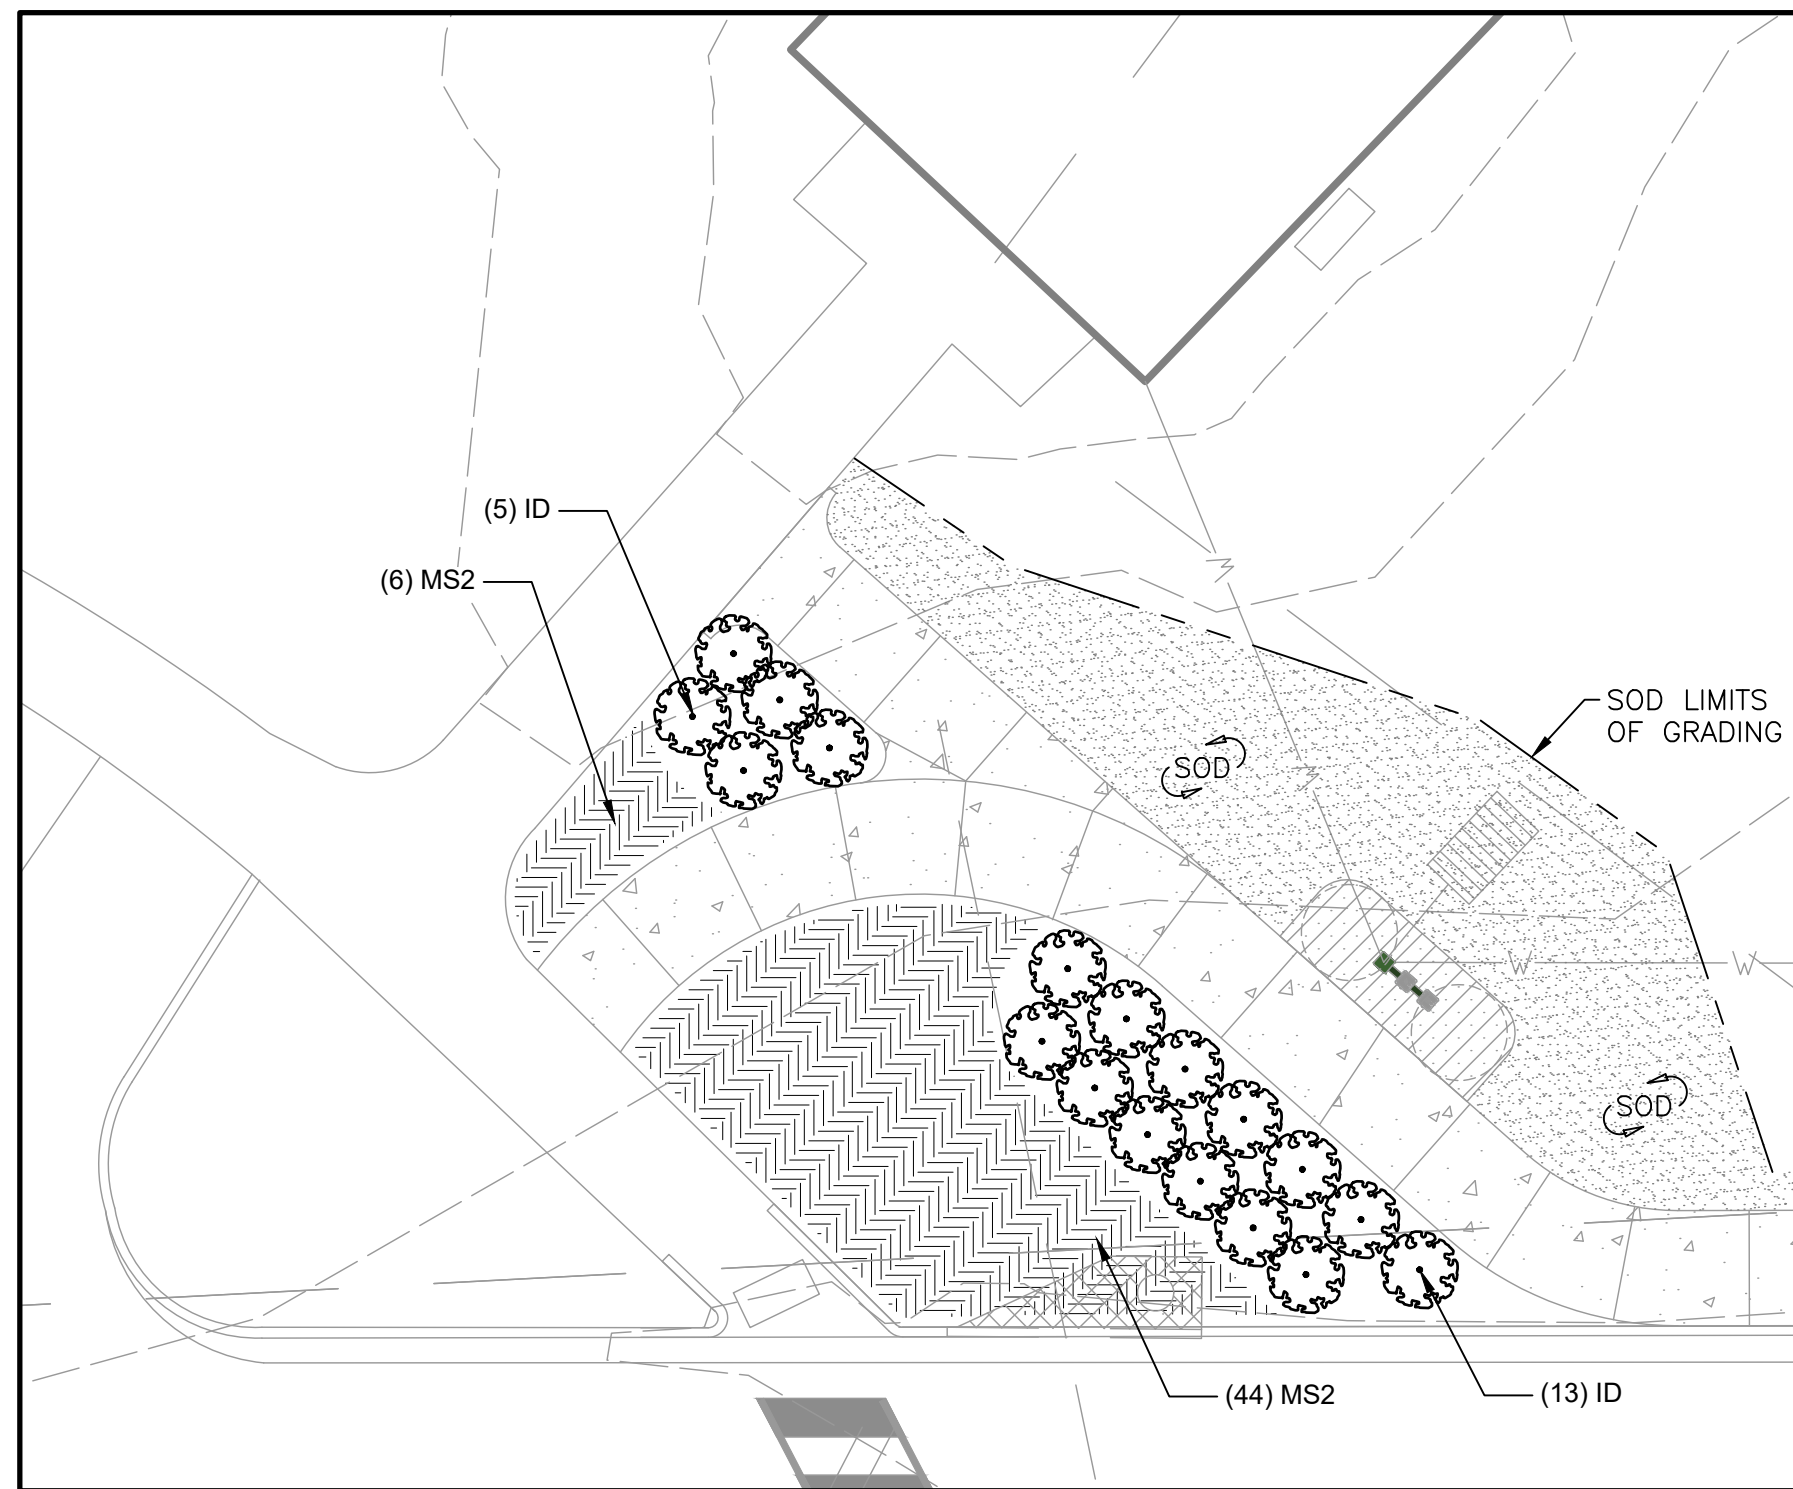 (5) ID
(6) MS2
SOD LIMITS
OF GRADING
SOD
W
W
SOD
(44) MS2
(13) ID